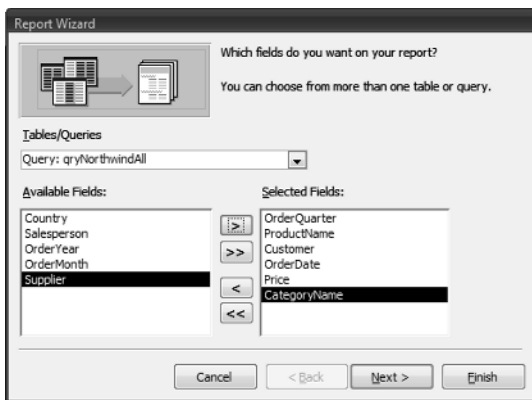 Report Wizard
Which fields do you want on your report?
You can choose from more than one table or query.
Tables/Queries
Query: qryNorthwindAll
Available Fields:
Country
Salesperson
OrderYear
OrderMonth
Supplier
>
>>
<
<<
Selected Fields:
OrderQuarter
ProductName
Customer
OrderDate
Price
CategoryName
Cancel
< Back
Next >
Finish